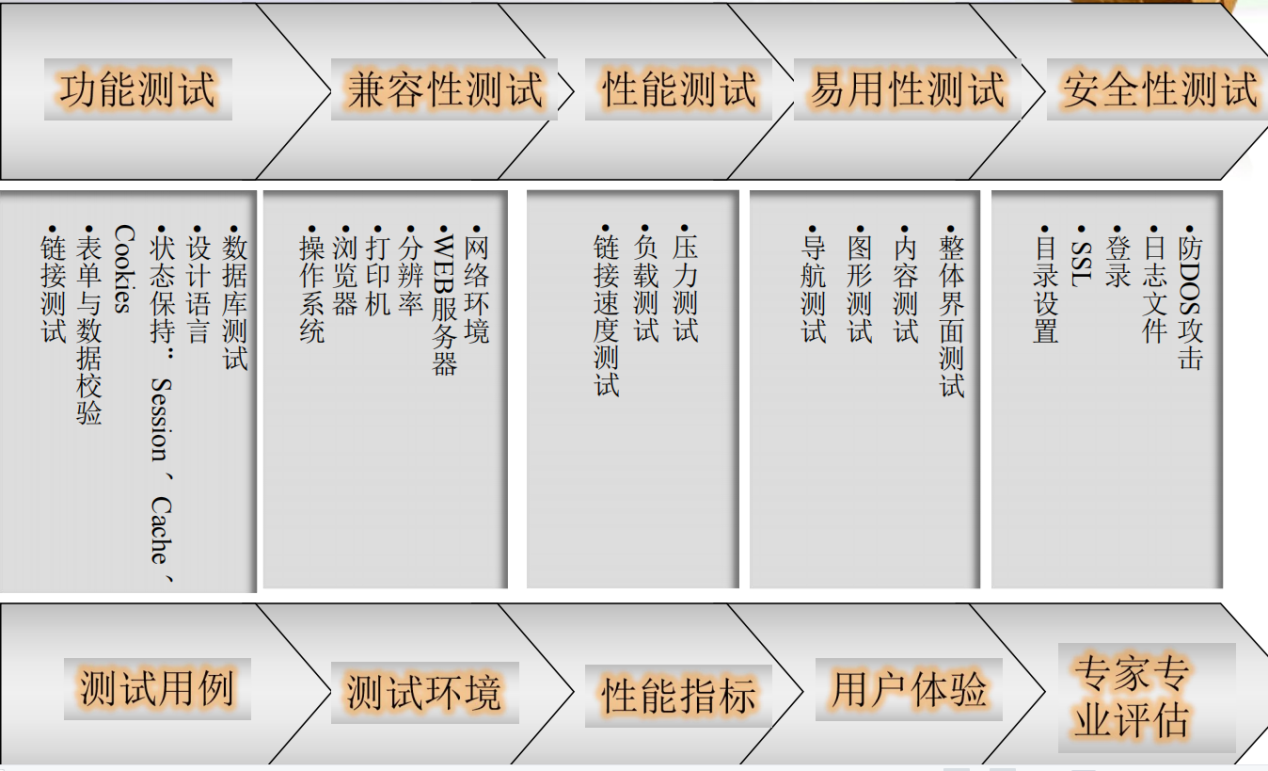 功能测试
兼容性测试
性能测试
易用性测试
安全性测试
•数据库测试
•设计语言
•状态保持：Session、Cache、
Cookies
•表单与数据校验
•链接测试
•网络环境
•WEB服务器
•分辨率
•打印机
•浏览器
•操作系统
•压力测试
•负载测试
•链接速度测试
•整体界面测试
•内容测试
•图形测试
•导航测试
•防DOS攻击
•日志文件
•登录
•SSL
•目录设置
测试用例
测试环境
性能指标
用户体验
专家专
业评估